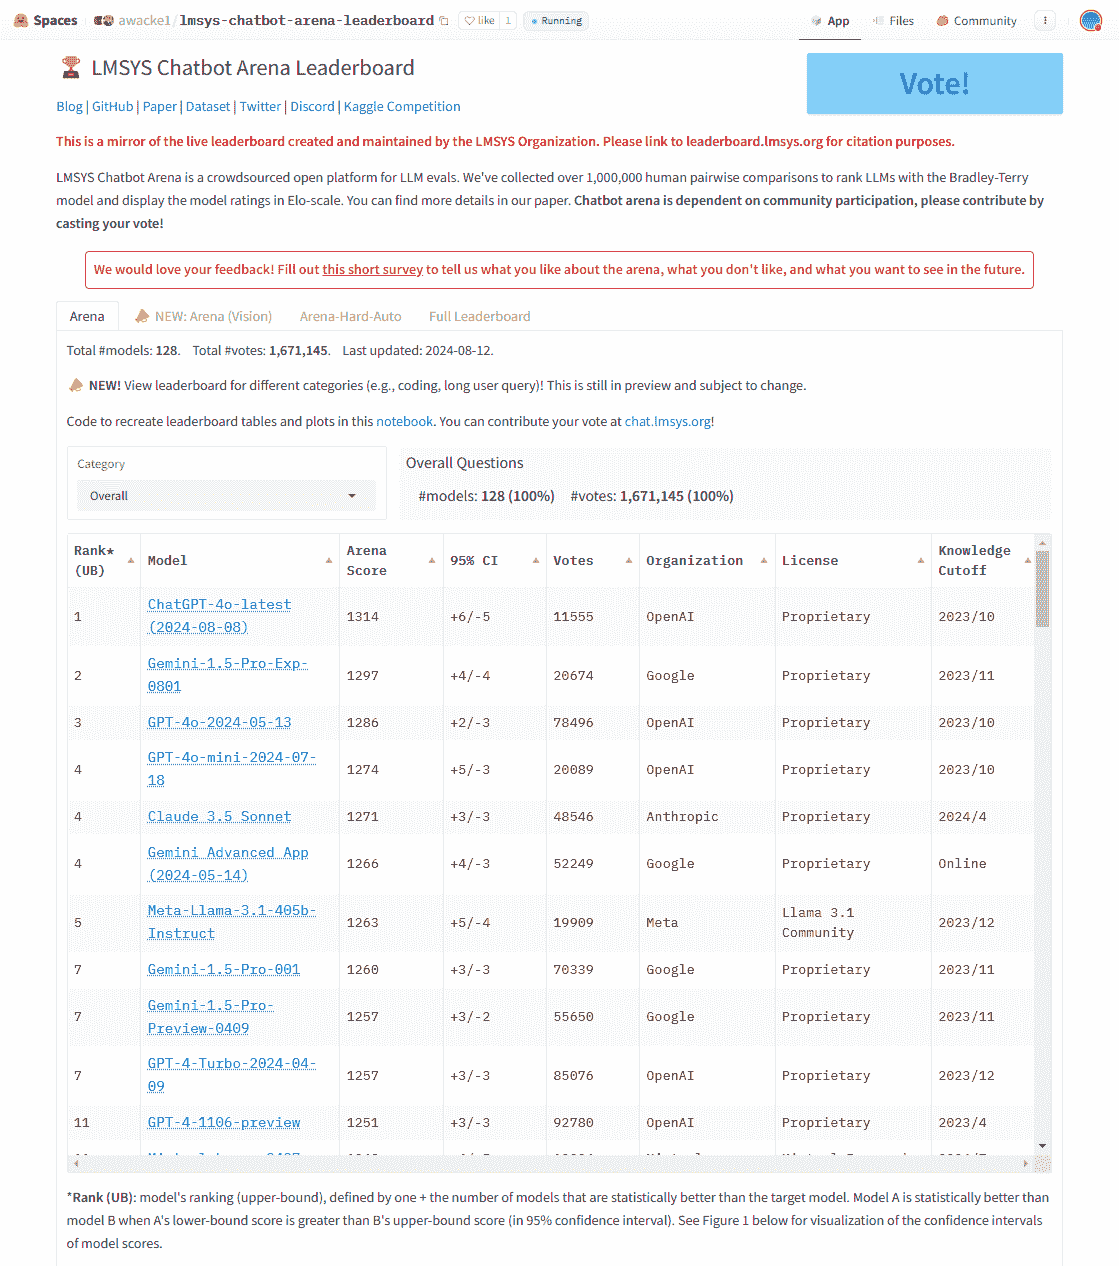 Spaces awacke1/lmsys-chatbot-arena-leaderboard like 1 Running App Files Community
LMSYS Chatbot Arena Leaderboard
Vote!
Blog | GitHub | Paper | Dataset | Twitter | Discord | Kaggle Competition
This is a mirror of the live leaderboard created and maintained by the LMSYS Organization. Please link to leaderboard.lmsys.org for citation purposes.
LMSYS Chatbot Arena is a crowdsourced open platform for LLM evals. We've collected over 1,000,000 human pairwise comparisons to rank LLMs with the Bradley-Terry
model and display the model ratings in Elo-scale. You can find more details in our paper. Chatbot arena is dependent on community participation, please contribute by
casting your vote!
We would love your feedback! Fill out this short survey to tell us what you like about the arena, what you don't like, and what you want to see in the future.
Arena NEW: Arena (Vision) Arena-Hard-Auto Full Leaderboard
Total #models: 128. Total #votes: 1,671,145. Last updated: 2024-08-12.
NEW! View leaderboard for different categories (e.g., coding, long user query)! This is still in preview and subject to change.
Code to recreate leaderboard tables and plots in this notebook. You can contribute your vote at chat.lmsys.org!
Category
Overall
Overall Questions
#models: 128 (100%) #votes: 1,671,145 (100%)
Rank* (UB) Model Arena Score 95% CI Votes Organization License Knowledge Cutoff
1 ChatGPT-4o-latest (2024-08-08) 1314 +6/-5 11555 OpenAI Proprietary 2023/10
2 Gemini-1.5-Pro-Exp-0801 1297 +4/-4 20674 Google Proprietary 2023/11
3 GPT-4o-2024-05-13 1286 +2/-3 78496 OpenAI Proprietary 2023/10
4 GPT-4o-mini-2024-07-18 1274 +5/-3 20089 OpenAI Proprietary 2023/10
4 Claude 3.5 Sonnet 1271 +3/-3 48546 Anthropic Proprietary 2024/4
4 Gemini Advanced App (2024-05-14) 1266 +4/-3 52249 Google Proprietary Online
5 Meta-Llama-3.1-405b-Instruct 1263 +5/-4 19909 Meta Llama 3.1 Community 2023/12
7 Gemini-1.5-Pro-001 1260 +3/-3 70339 Google Proprietary 2023/11
7 Gemini-1.5-Pro-Preview-0409 1257 +3/-2 55650 Google Proprietary 2023/11
7 GPT-4-Turbo-2024-04-09 1257 +3/-3 85076 OpenAI Proprietary 2023/12
11 GPT-4-1106-preview 1251 +3/-3 92780 OpenAI Proprietary 2023/4
*Rank (UB): model's ranking (upper-bound), defined by one + the number of models that are statistically better than the target model. Model A is statistically better than
model B when A's lower-bound score is greater than B's upper-bound score (in 95% confidence interval). See Figure 1 below for visualization of the confidence intervals
of model scores.